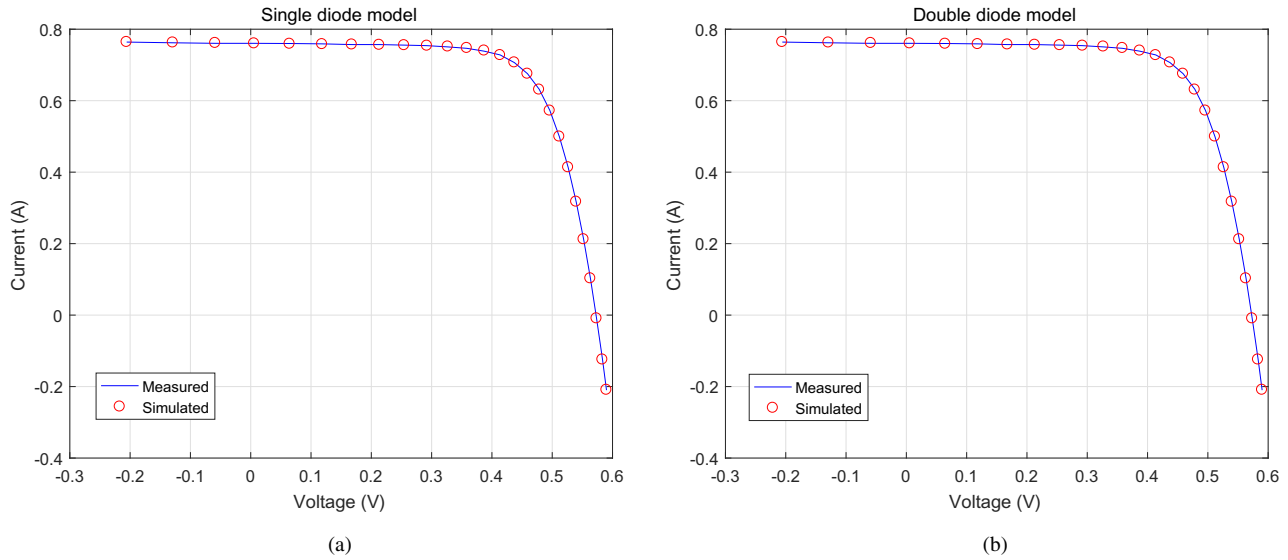 Single diode model
0.8
0.6
0.4
0.2
0
-0.2
-0.4
Current (A)
Measured
Simulated
-0.3 -0.2 -0.1 0 0.1 0.2 0.3 0.4 0.5 0.6
Voltage (V)
(a)
Double diode model
0.8
0.6
0.4
0.2
0
-0.2
-0.4
Current (A)
Measured
Simulated
-0.3 -0.2 -0.1 0 0.1 0.2 0.3 0.4 0.5 0.6
Voltage (V)
(b)